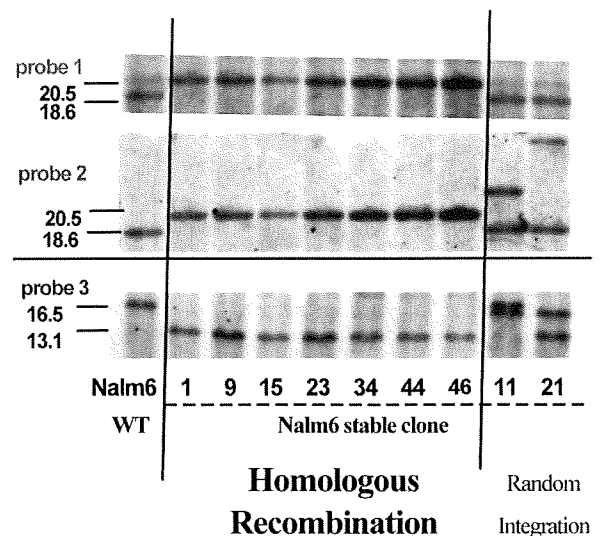 probe 1
20.5
18.6
probe 2
20.5
18.6
probe 3
16.5
13.1
Nalm6 1 9 15 23 34 44 46 11 21
WT Nalm6 stable clone
Homologous Random
Recombination Integration